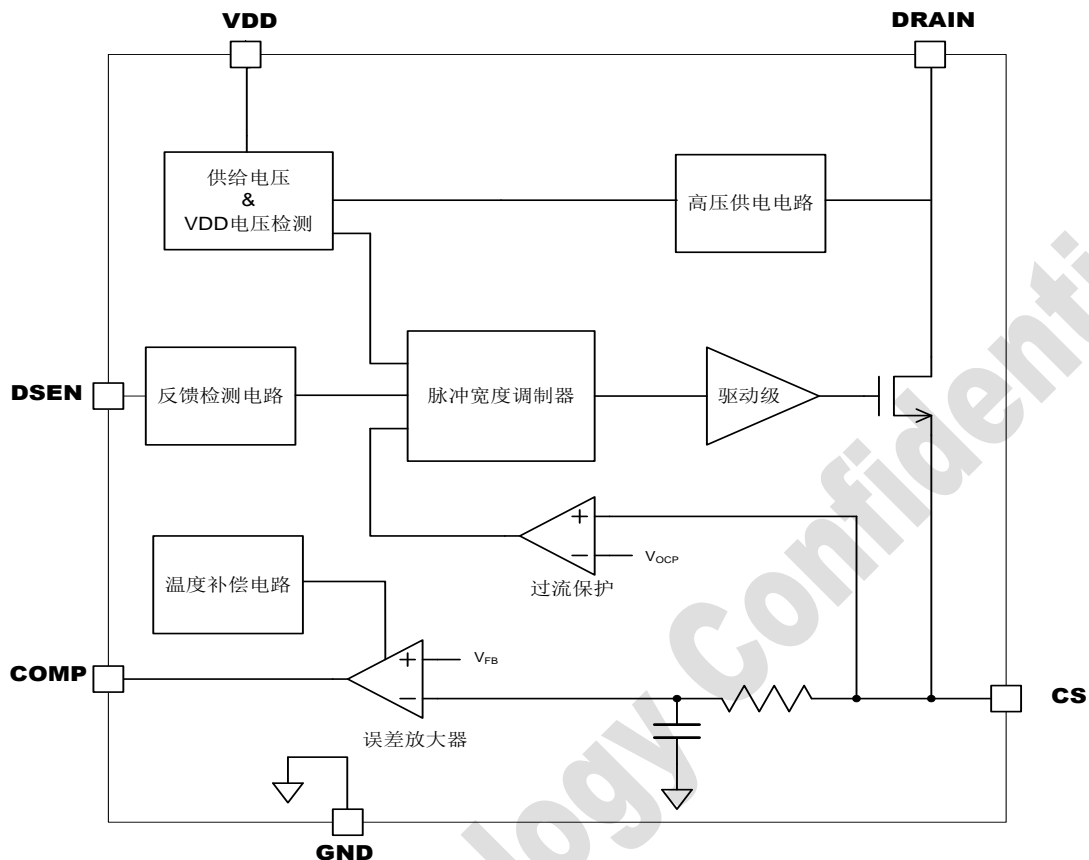 VDD
DRAIN
供给电压
&
VDD电压检测
高压供电电路
DSEN
反馈检测电路
脉冲宽度调制器
驱动级
+
−
VOCP
过流保护
温度补偿电路
COMP
+
−
VFB
误差放大器
CS
GND
logy Confidenti